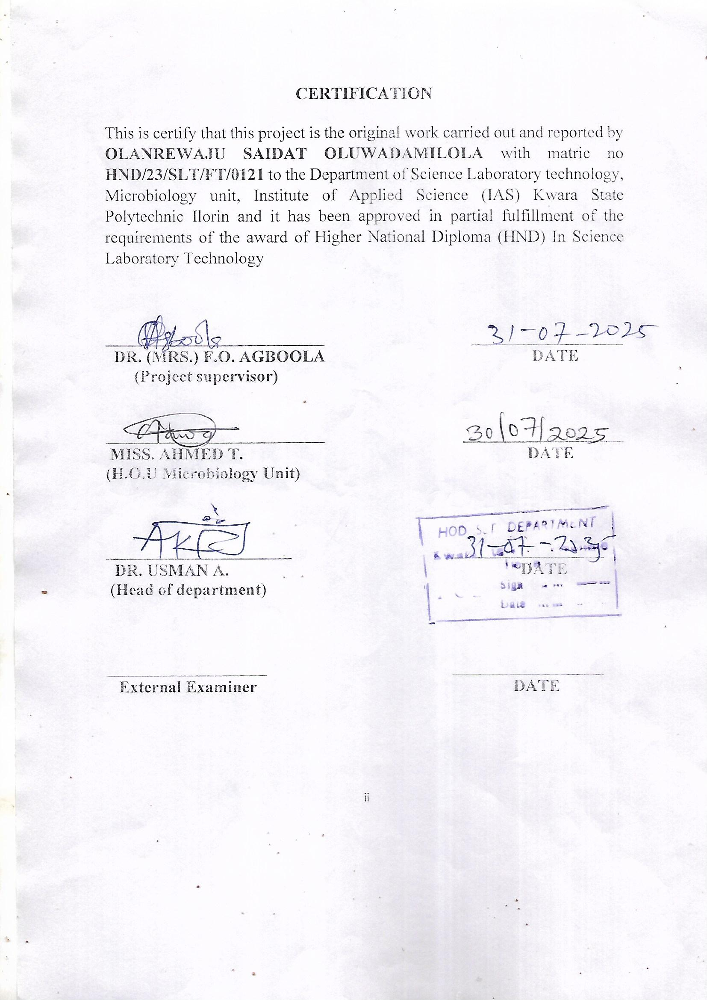 CERTIFICATION
This is certify that this project is the original work carried out and reported by
OLANREWAJU SAIDAT OLUWADAMILOLA with matric no
HND/23/SLT/FT/0121 to the Department of Science Laboratory technology,
Microbiology unit, Institute of Applied Science (IAS) Kwara State
Polytechnic Ilorin and it has been approved in partial fulfillment of the
requirements of the award of Higher National Diploma (HND) In Science
Laboratory Technology
31-07-2025
DR. (MRS.) F.O. AGBOOLA DATE
(Project supervisor)
30/07/2025
MISS. AHMED T. DATE
(H.O.U Microbiology Unit)
HOD DEPARTMENT
31-07-
DR. USMAN A. DATE
(Head of department)
Sign
Date
External Examiner DATE
ii